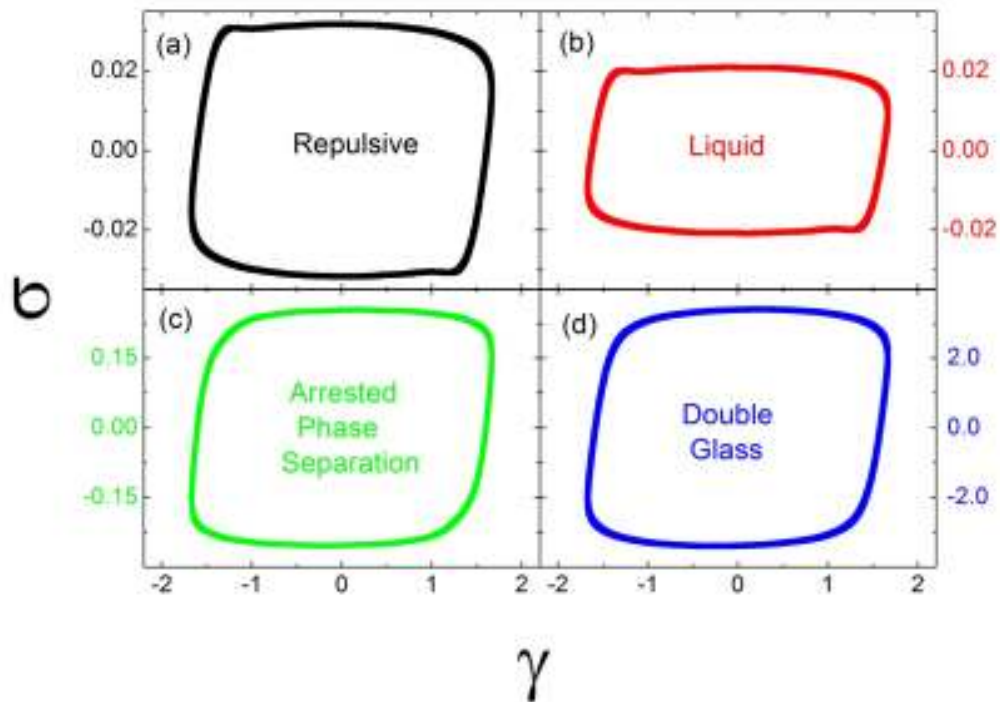 (a)
(b)
0.02
0.00
-0.02
Repulsive
Liquid
0.02
0.00
-0.02
σ
(c)
(d)
0.15
0.00
-0.15
Arrested
Phase
Separation
Double
Glass
2.0
0.0
-2.0
-2 -1 0 1 2
-2 -1 0 1 2
γ